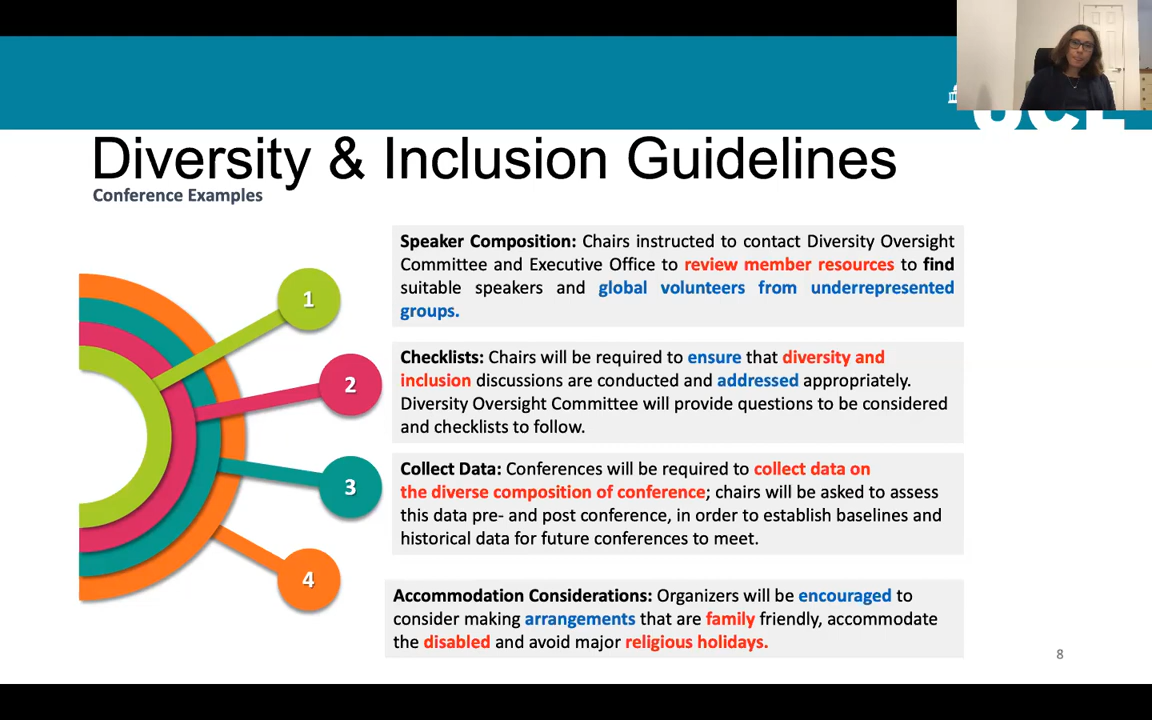 UCL
Diversity & Inclusion Guidelines
Conference Examples
1
Speaker Composition: Chairs instructed to contact Diversity Oversight
Committee and Executive Office to review member resources to find
suitable speakers and global volunteers from underrepresented
groups.
2
Checklists: Chairs will be required to ensure that diversity and
inclusion discussions are conducted and addressed appropriately.
Diversity Oversight Committee will provide questions to be considered
and checklists to follow.
3
Collect Data: Conferences will be required to collect data on
the diverse composition of conference; chairs will be asked to assess
this data pre- and post conference, in order to establish baselines and
historical data for future conferences to meet.
4
Accommodation Considerations: Organizers will be encouraged to
consider making arrangements that are family friendly, accommodate
the disabled and avoid major religious holidays.
8